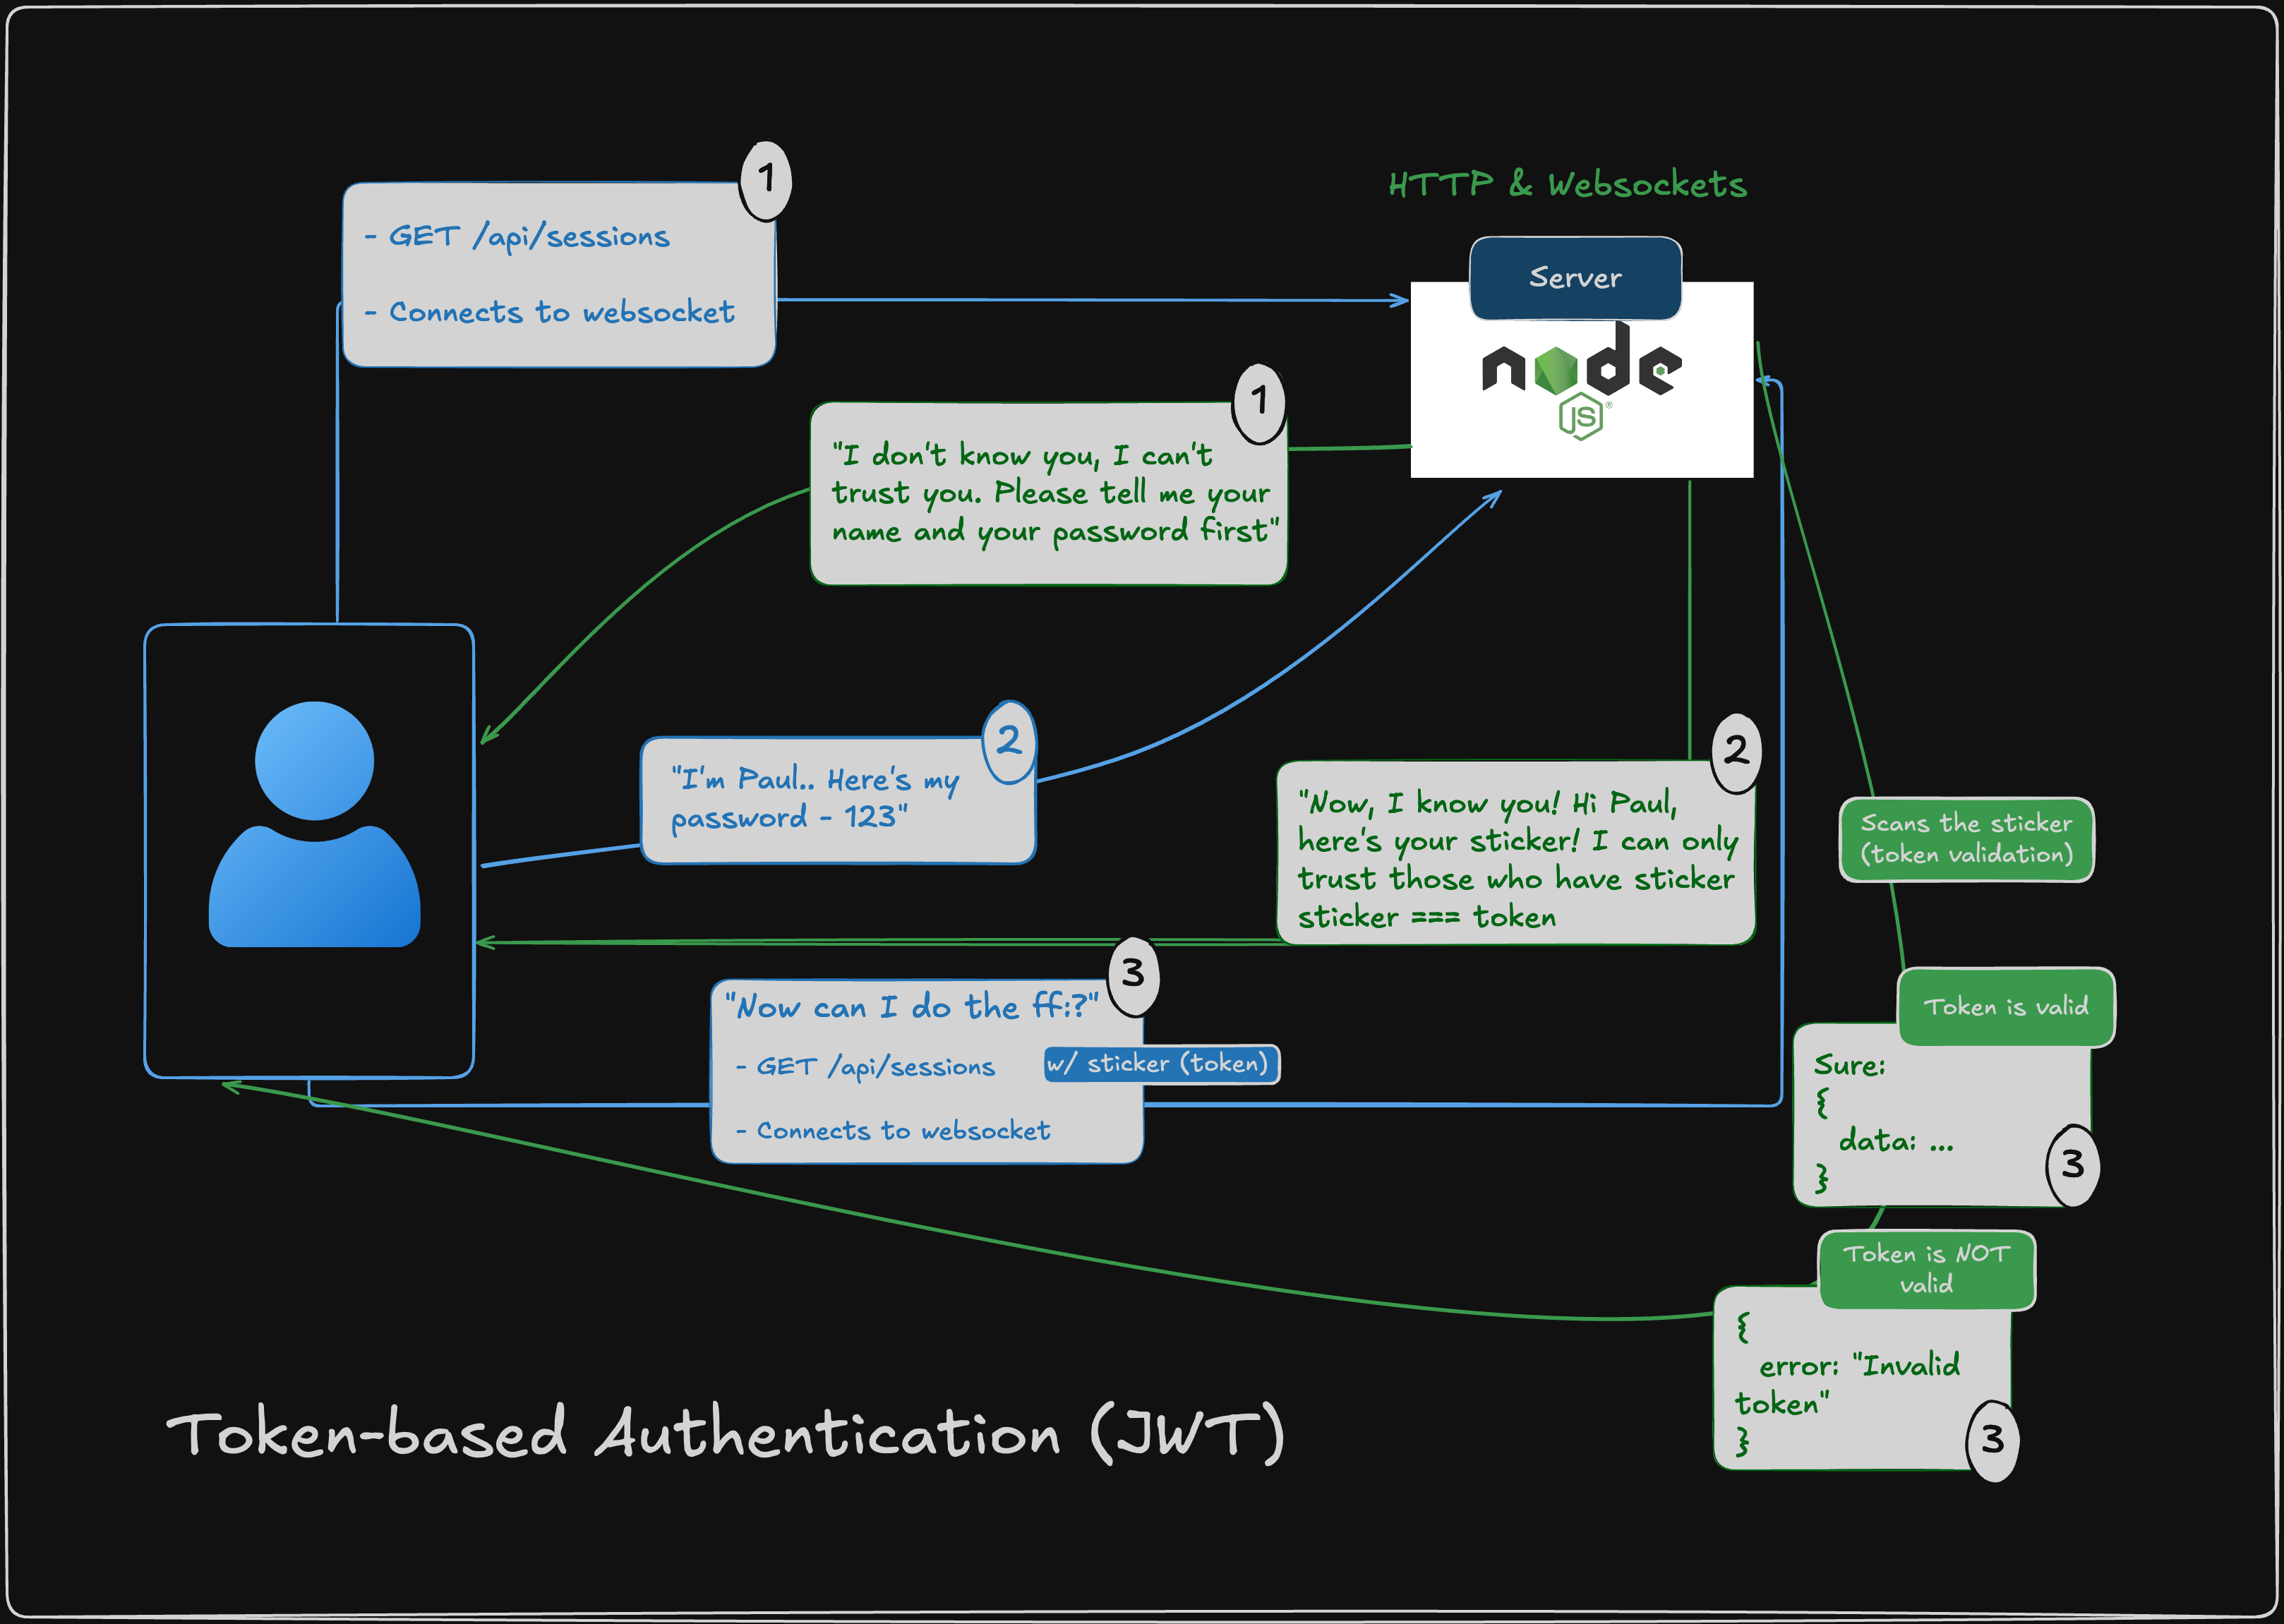 1
- GET /api/sessions
- Connects to websocket
HTTP & Websockets
Server
node
JS
®
1
"I don't know you, I can't
trust you. Please tell me your
name and your password first"
2
"I'm Paul.. Here's my
password - 123"
2
"Now, I know you! Hi Paul,
here's your sticker! I can only
trust those who have sticker
sticker === token
Scans the sticker
(token validation)
3
"Now can I do the ff:?"
- GET /api/sessions
w/ sticker (token)
- Connects to websocket
Token is valid
Sure:
{
data: ...
}
3
Token is NOT
valid
{
error: "Invalid
token"
}
3
Token-based Authentication (JWT)